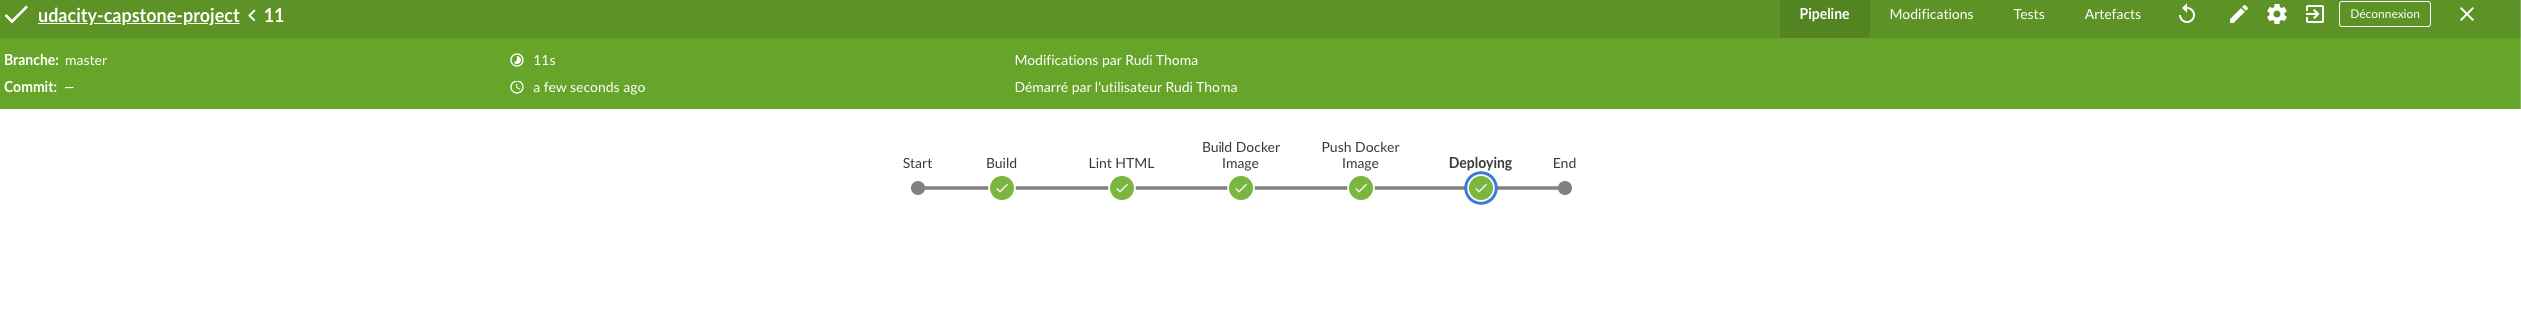 udacity-capstone-project < 11
Pipeline Modifications Tests Artefacts Déconnexion
Branche: master
11s
Modifications par Rudi Thoma
Commit: —
a few seconds ago
Démarré par l'utilisateur Rudi Thoma
Start
Build
Lint HTML
Build Docker
Image
Push Docker
Image
Deploying
End